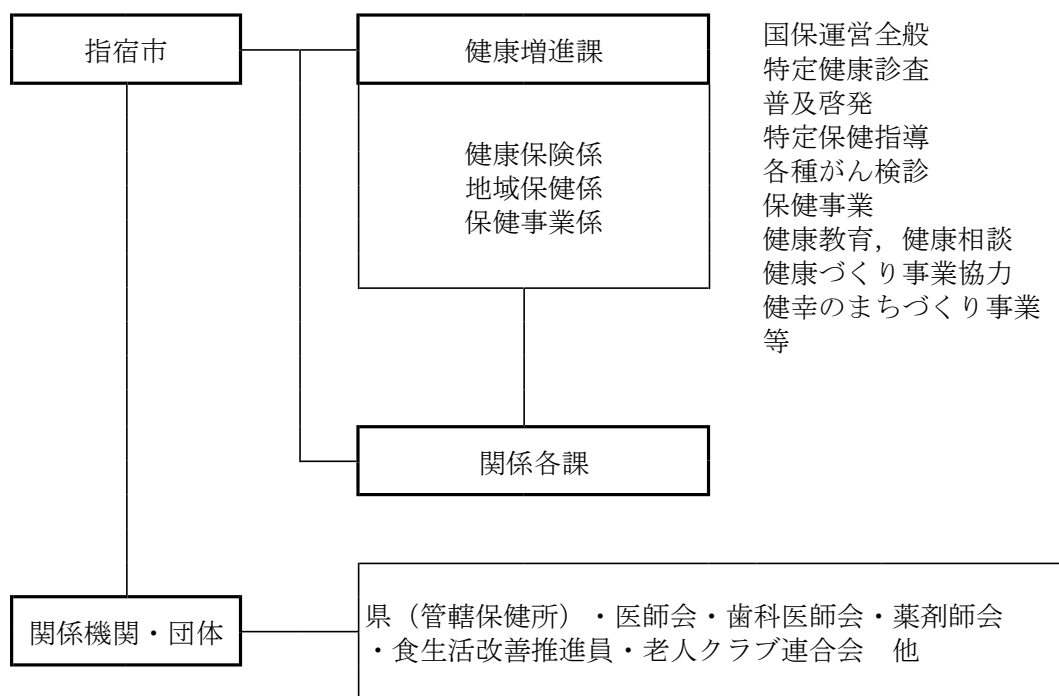 指宿市
健康増進課
健康保険係
地域保健係
保健事業係
国保運営全般
特定健康診査
普及啓発
特定保健指導
各種がん検診
保健事業
健康教育，健康相談
健康づくり事業協力
健幸のまちづくり事業
等
関係各課
関係機関・団体
県（管轄保健所）・医師会・歯科医師会・薬剤師会
・食生活改善推進員・老人クラブ連合会　他